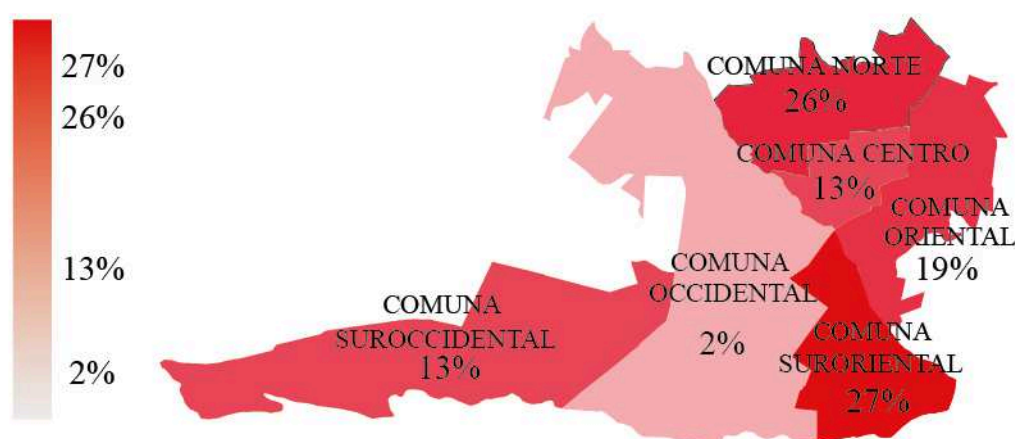 27%
26%
13%
2%
COMUNA NORTE
26%
COMUNA CENTRO
13%
COMUNA
ORIENTAL
19%
COMUNA
OCCIDENTAL
2%
COMUNA
SUROCCIDENTAL
13%
COMUNA
SURORIENTAL
27%